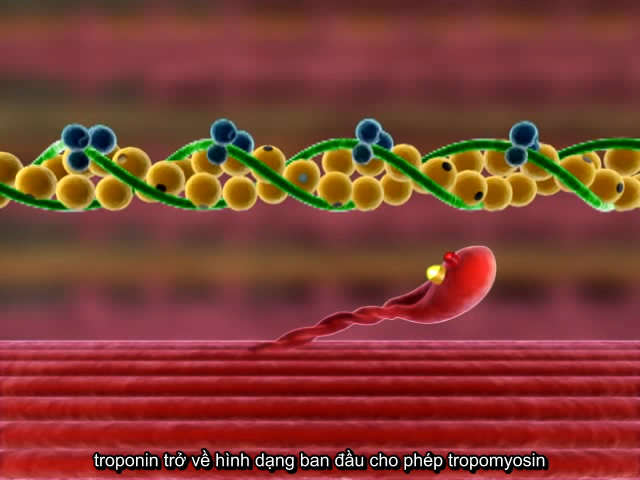 troponin trở về hình dạng ban đầu cho phép tropomyosin